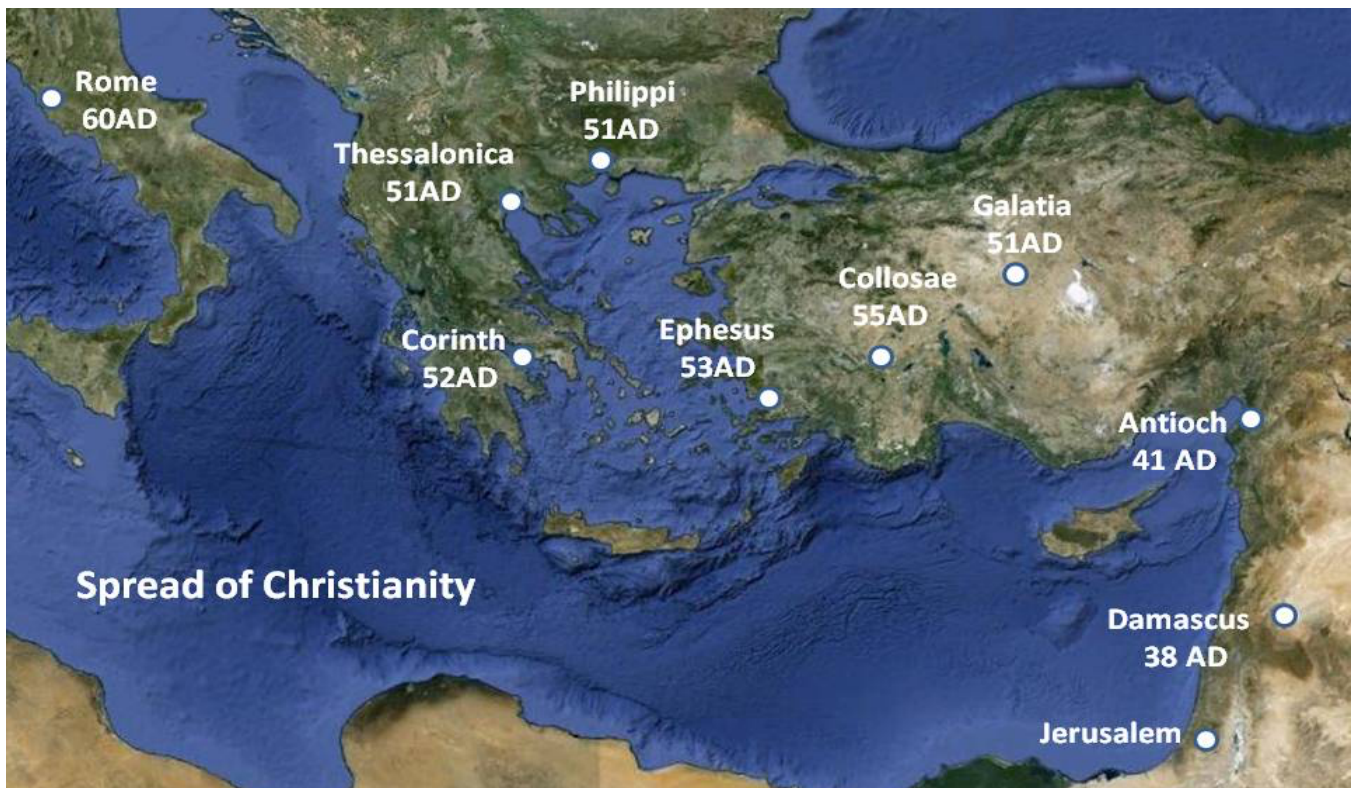 Rome
60AD
Philippi
51AD
Thessalonica
51AD
Galatia
51AD
Collosae
55AD
Ephesus
53AD
Corinth
52AD
Antioch
41 AD
Spread of Christianity
Damascus
38 AD
Jerusalem